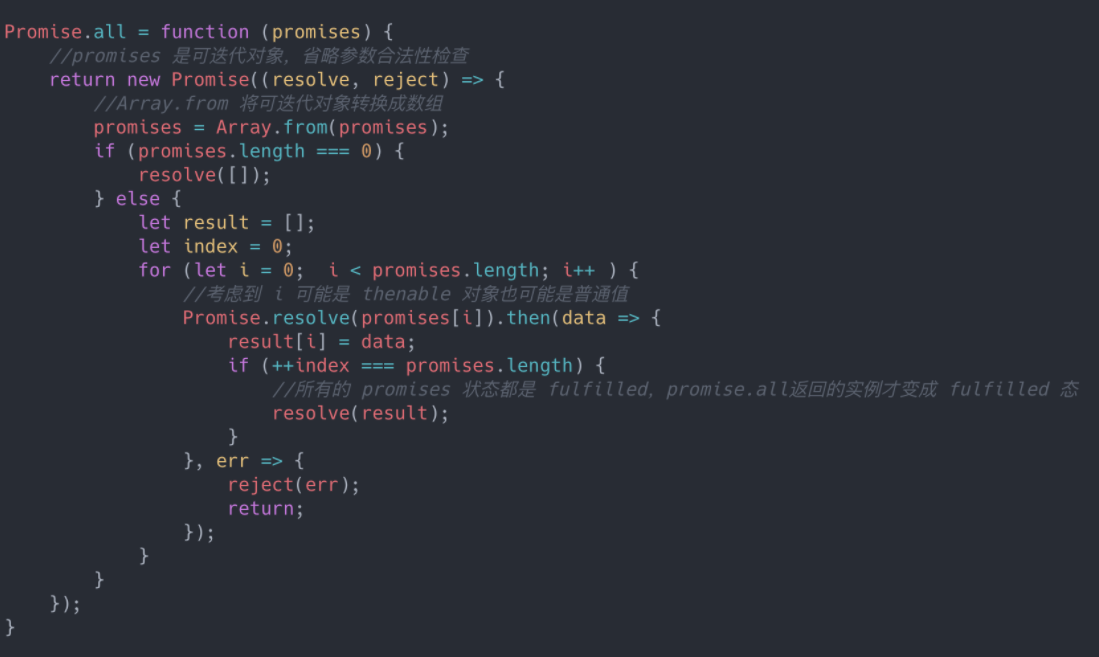 Promise.all = function (promises) {
    //promises 是可迭代对象，省略参数合法性检查
    return new Promise((resolve, reject) => {
        //Array.from 将可迭代对象转换成数组
        promises = Array.from(promises);
        if (promises.length === 0) {
            resolve([]);
        } else {
            let result = [];
            let index = 0;
            for (let i = 0;  i < promises.length; i++ ) {
                //考虑到 i 可能是 thenable 对象也可能是普通值
                Promise.resolve(promises[i]).then(data => {
                    result[i] = data;
                    if (++index === promises.length) {
                        //所有的 promises 状态都是 fulfilled，promise.all返回的实例才变成 fulfilled 态
                        resolve(result);
                    }
                }, err => {
                    reject(err);
                    return;
                });
            }
        }
    });
}